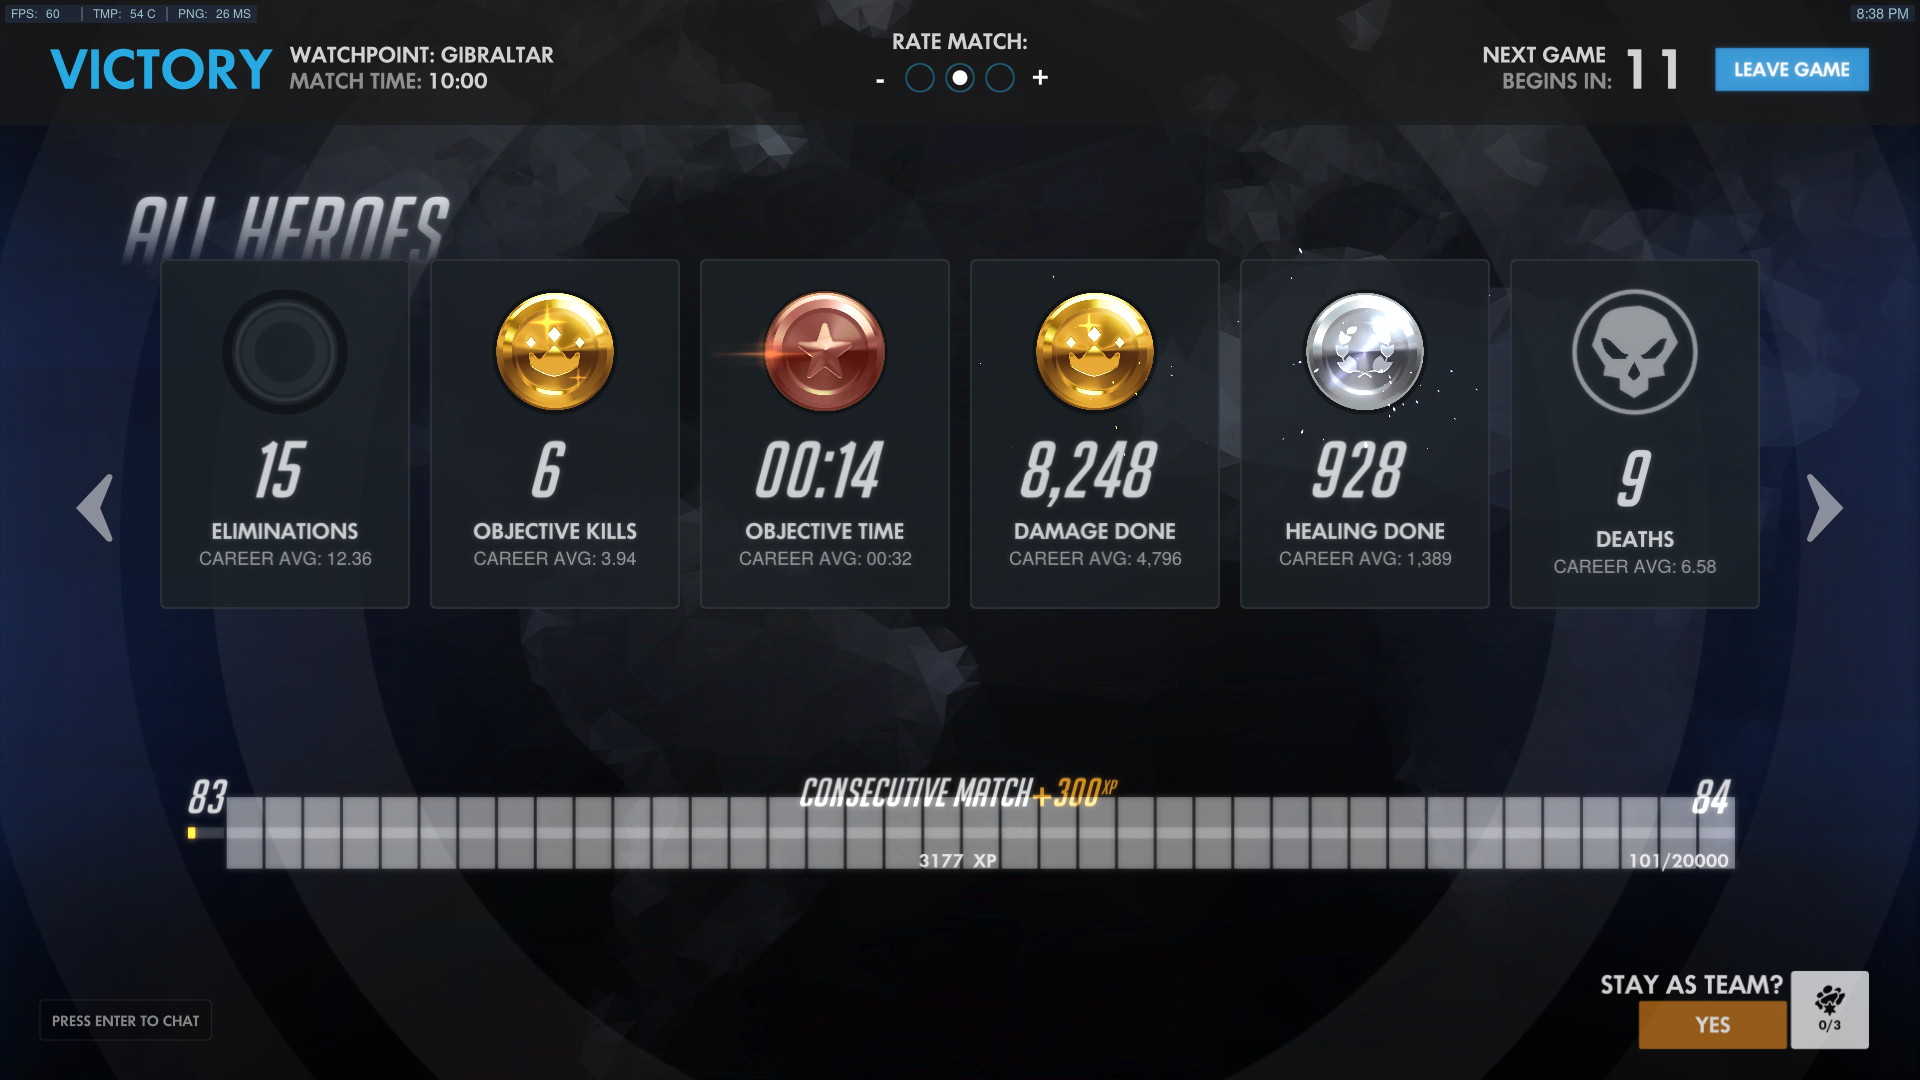 FPS: 60 | TMP: 54 C | PNG: 26 MS
8:38 PM
VICTORY
WATCHPOINT: GIBRALTAR
MATCH TIME: 10:00
RATE MATCH:
- +
NEXT GAME
BEGINS IN:
11
LEAVE GAME
ALL HEROES
15
ELIMINATIONS
CAREER AVG: 12.36
6
OBJECTIVE KILLS
CAREER AVG: 3.94
00:14
OBJECTIVE TIME
CAREER AVG: 00:32
8,248
DAMAGE DONE
CAREER AVG: 4,796
928
HEALING DONE
CAREER AVG: 1,389
9
DEATHS
CAREER AVG: 6.58
83
CONSECUTIVE MATCH +300 XP
84
3177 XP
101/20000
STAY AS TEAM?
YES
0/3
PRESS ENTER TO CHAT